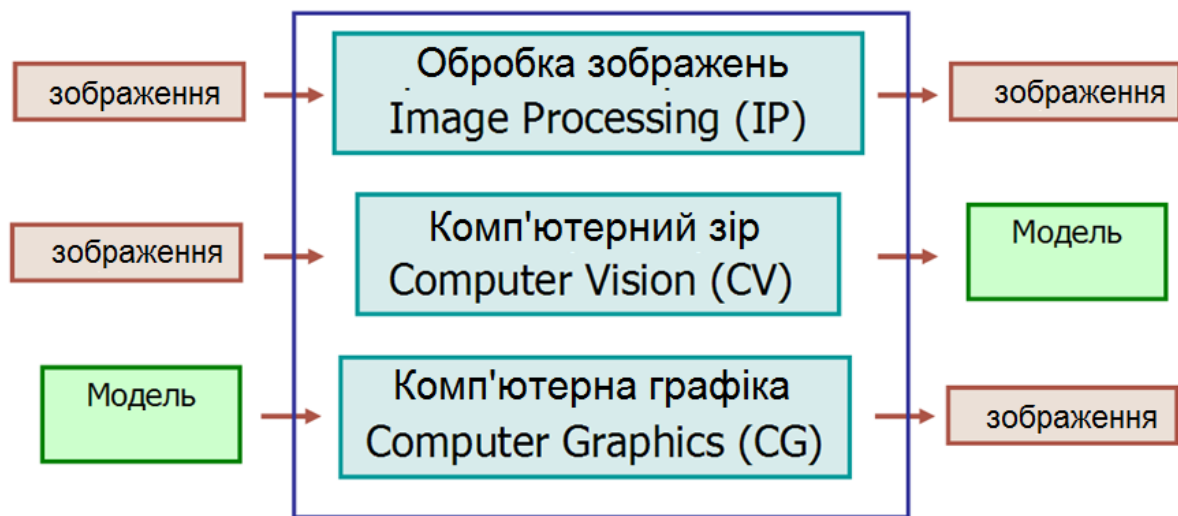 зображення
Обробка зображень
Image Processing (IP)
зображення
зображення
Комп'ютерний зір
Computer Vision (CV)
Модель
Модель
Комп'ютерна графіка
Computer Graphics (CG)
зображення